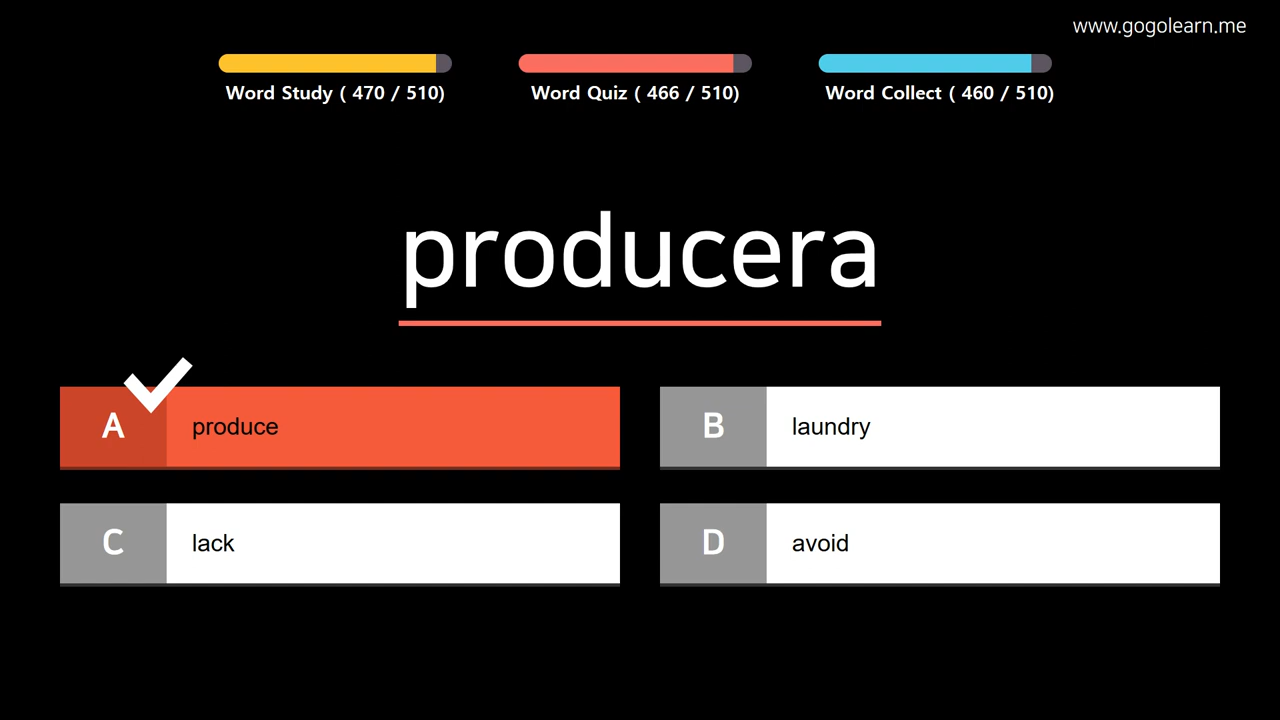 www.gogolearn.me
Word Study ( 470 / 510)
Word Quiz ( 466 / 510)
Word Collect ( 460 / 510)
producera
A produce
B laundry
C lack
D avoid